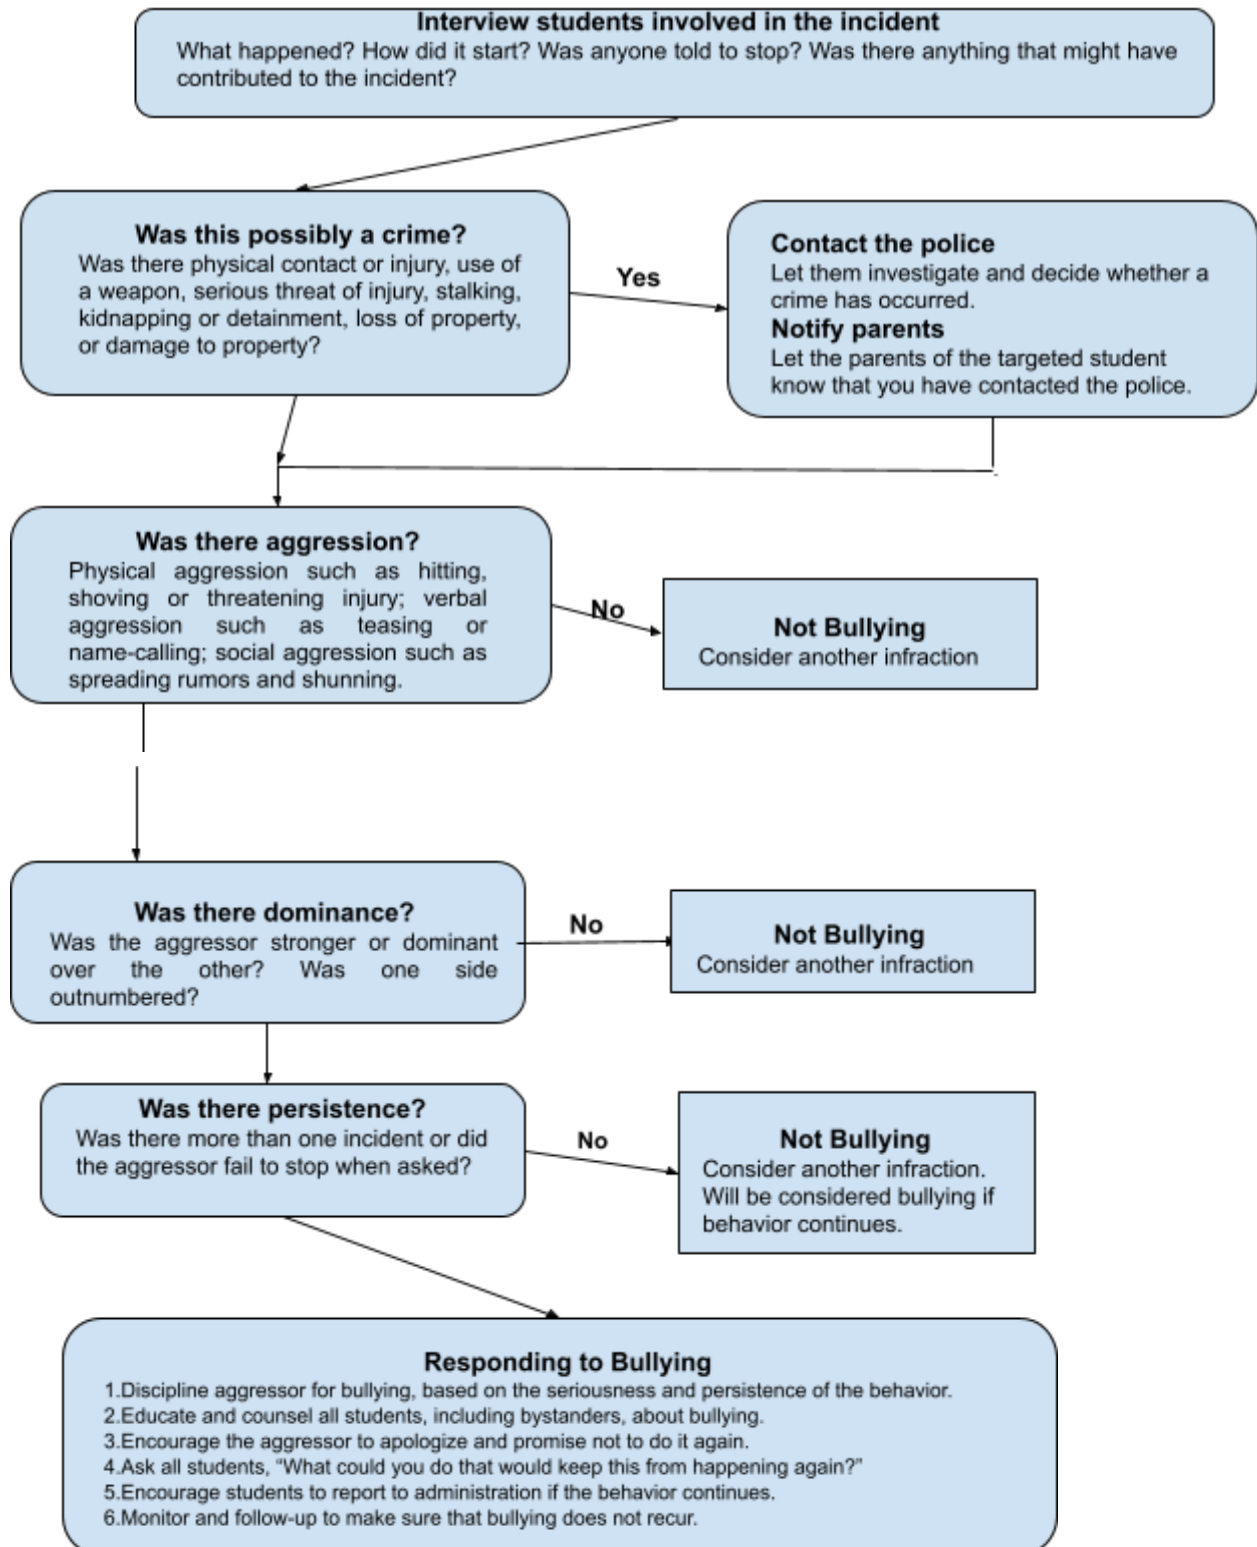 Interview students involved in the incident
What happened? How did it start? Was anyone told to stop? Was there anything that might have
contributed to the incident?
Was this possibly a crime?
Was there physical contact or injury, use of
a weapon, serious threat of injury, stalking,
kidnapping or detainment, loss of property,
or damage to property?
Yes
Contact the police
Let them investigate and decide whether a
crime has occurred.
Notify parents
Let the parents of the targeted student
know that you have contacted the police.
Was there aggression?
Physical aggression such as hitting,
shoving or threatening injury; verbal
aggression such as teasing or
name-calling; social aggression such as
spreading rumors and shunning.
No
Not Bullying
Consider another infraction
Was there dominance?
Was the aggressor stronger or dominant
over the other? Was one side
outnumbered?
No
Not Bullying
Consider another infraction
Was there persistence?
Was there more than one incident or did
the aggressor fail to stop when asked?
No
Not Bullying
Consider another infraction.
Will be considered bullying if
behavior continues.
Responding to Bullying
1.Discipline aggressor for bullying, based on the seriousness and persistence of the behavior.
2.Educate and counsel all students, including bystanders, about bullying.
3.Encourage the aggressor to apologize and promise not to do it again.
4.Ask all students, “What could you do that would keep this from happening again?”
5.Encourage students to report to administration if the behavior continues.
6.Monitor and follow-up to make sure that bullying does not recur.